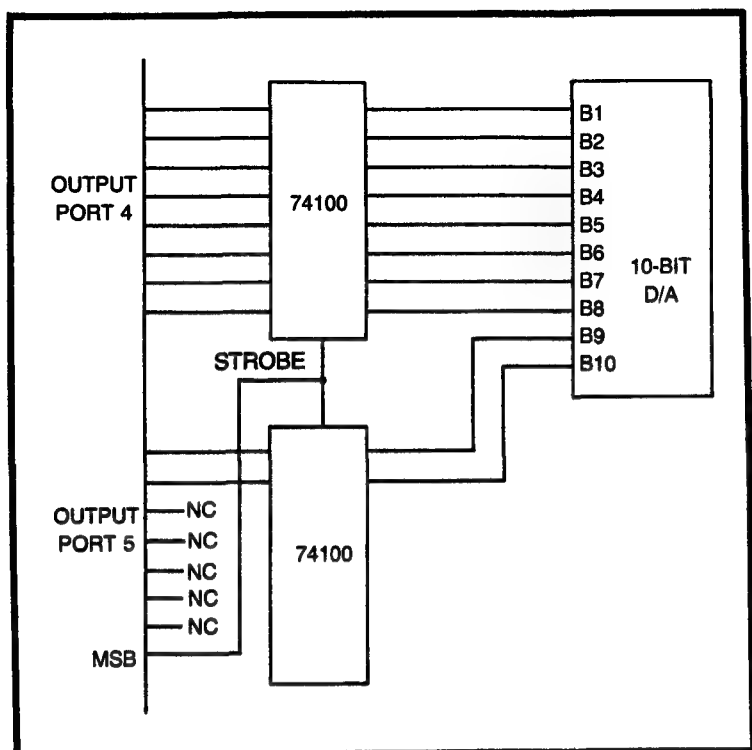 OUTPUT
PORT 4
74100
B1
B2
B3
B4
B5
B6
B7
B8
B9
B10
10-BIT
D/A
STROBE
OUTPUT
PORT 5
NC
NC
NC
NC
NC
MSB
74100